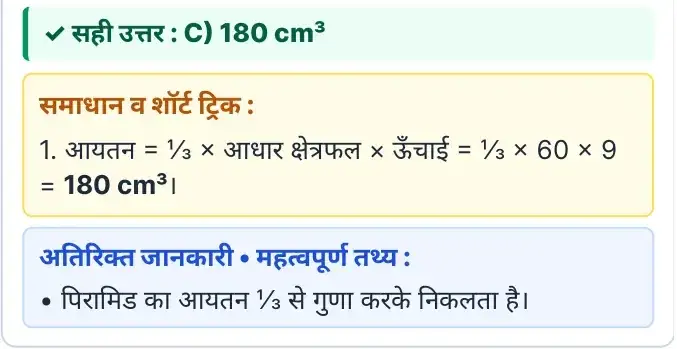 ✓ सही उत्तर : C) 180 cm³
समाधान व शॉर्ट ट्रिक :
1. आयतन = ⅓ × आधार क्षेत्रफल × ऊँचाई = ⅓ × 60 × 9
= 180 cm³।
अतिरिक्त जानकारी • महत्वपूर्ण तथ्य :
• पिरामिड का आयतन ⅓ से गुणा करके निकलता है।